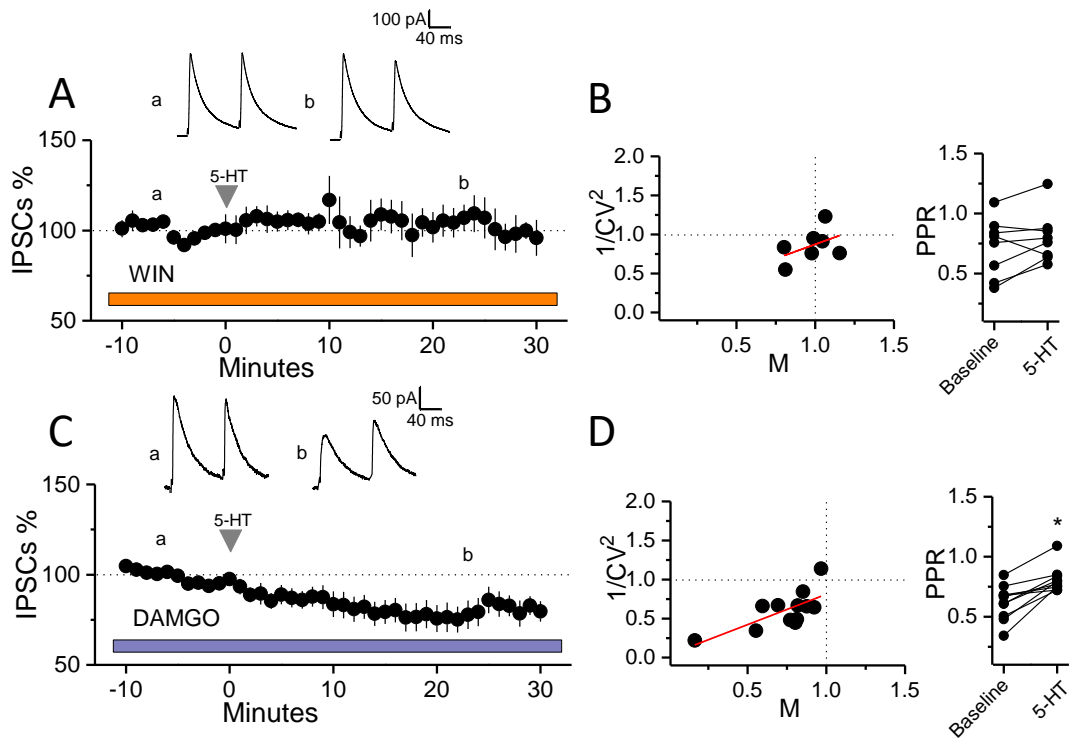 100 pA
40 ms
A
a
b
150
100
50
IPSCs %
a
5-HT
b
WIN
-10
0
10
20
30
Minutes
B
2.0
1.5
1.0
0.5
0.0
1/CV²
0.5
1.0
1.5
M
1.5
1.0
0.5
PPR
Baseline
5-HT
50 pA
40 ms
C
a
b
150
100
50
IPSCs %
a
5-HT
b
DAMGO
-10
0
10
20
30
Minutes
D
2.0
1.5
1.0
0.5
0.0
1/CV²
0.5
1.0
1.5
M
1.5
1.0
0.5
PPR
*
Baseline
5-HT